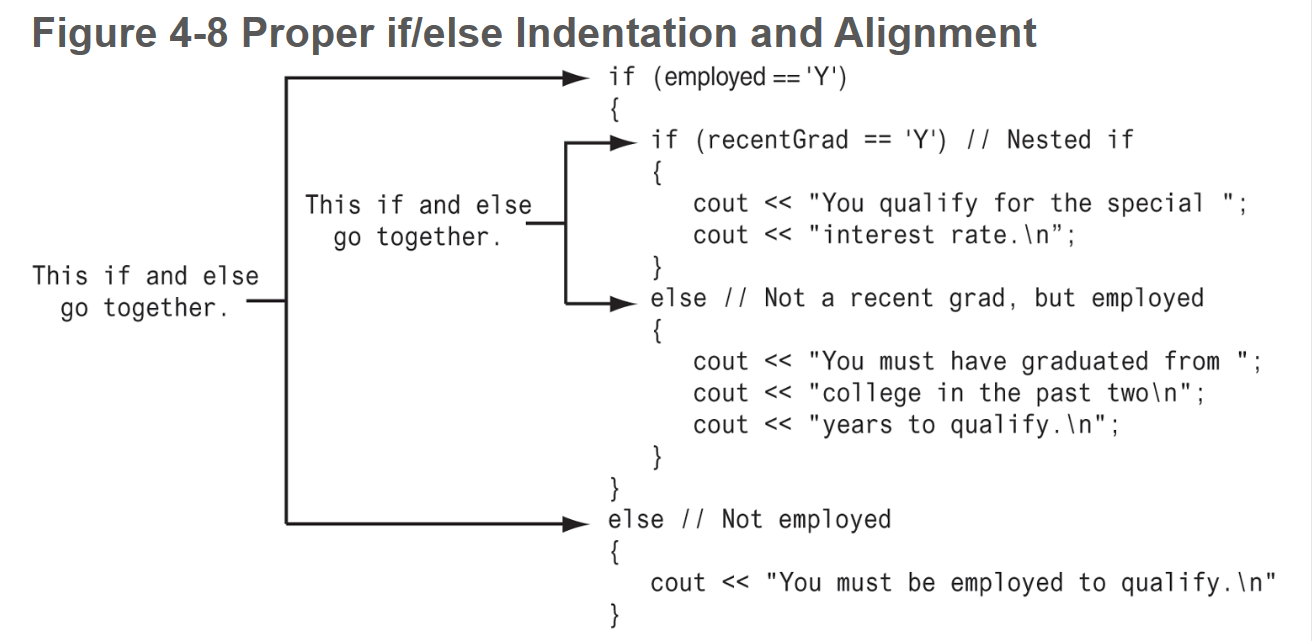 Figure 4-8 Proper if/else Indentation and Alignment
if (employed == 'Y')
{
if (recentGrad == 'Y') // Nested if
{
This if and else
go together.
cout << "You qualify for the special ";
cout << "interest rate.\n”;
}
This if and else
go together.
else // Not a recent grad, but employed
{
cout << "You must have graduated from ";
cout << "college in the past two\n";
cout << "years to qualify.\n";
}
}
else // Not employed
{
cout << "You must be employed to qualify.\n"
}